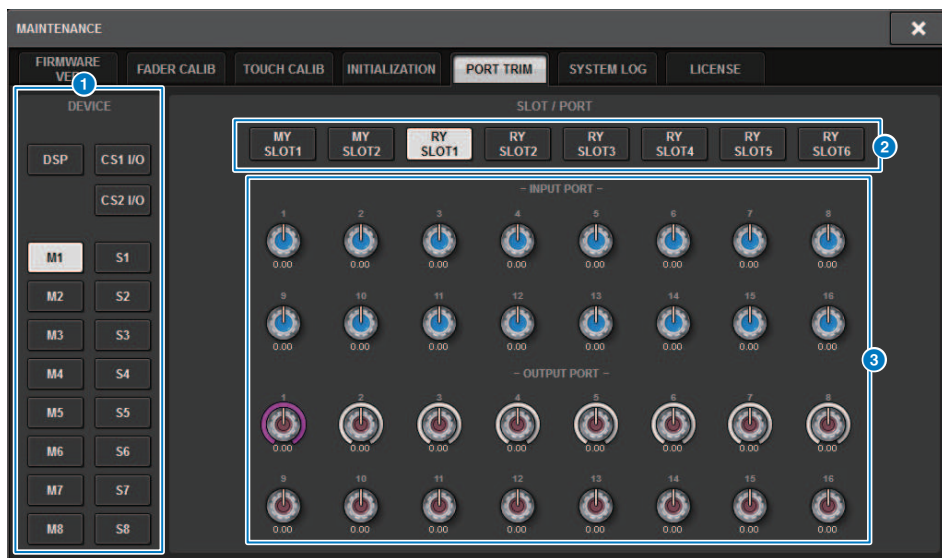 MAINTENANCE
FIRMWARE
VE
FADER CALIB
TOUCH CALIB
INITIALIZATION
PORT TRIM
SYSTEM LOG
LICENSE
1
DEVICE
DSP
CS1 I/O
CS2 I/O
M1
S1
M2
S2
M3
S3
M4
S4
M5
S5
M6
S6
M7
S7
M8
S8
SLOT / PORT
MY
SLOT1
MY
SLOT2
RY
SLOT1
RY
SLOT2
RY
SLOT3
RY
SLOT4
RY
SLOT5
RY
SLOT6
2
– INPUT PORT –
1 2 3 4 5 6 7 8
0.00 0.00 0.00 0.00 0.00 0.00 0.00 0.00
9 10 11 12 13 14 15 16
0.00 0.00 0.00 0.00 0.00 0.00 0.00 0.00
3
– OUTPUT PORT –
1 2 3 4 5 6 7 8
0.00 0.00 0.00 0.00 0.00 0.00 0.00 0.00
9 10 11 12 13 14 15 16
0.00 0.00 0.00 0.00 0.00 0.00 0.00 0.00